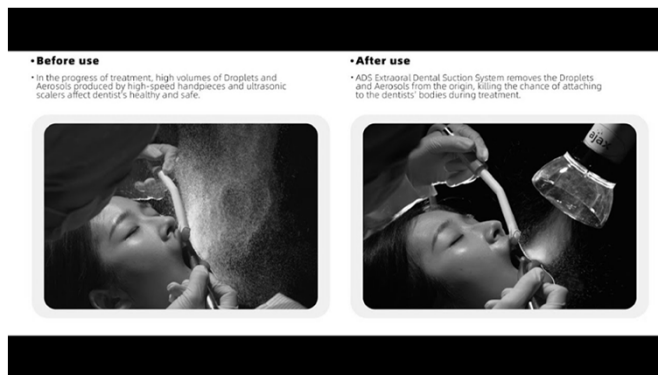 •Before use
• In the progress of treatment, high volumes of Droplets and
Aerosols produced by high-speed handpieces and ultrasonic
scalers affect dentist's healthy and safe.
•After use
• ADS Extraoral Dental Suction System removes the Droplets
and Aerosols from the origin, killing the chance of attaching
to the dentists' bodies during treatment.
ajax